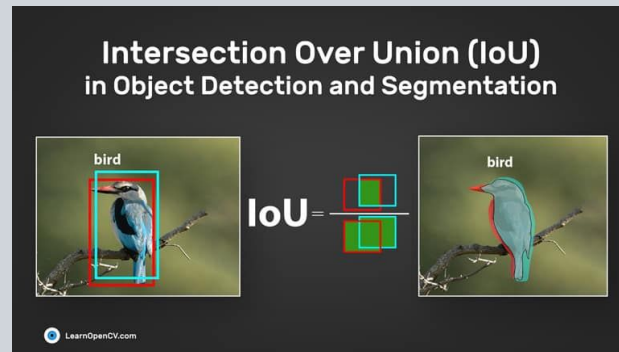 Intersection Over Union (IoU)
in Object Detection and Segmentation
bird
IoU=
bird
LearnOpenCV.com